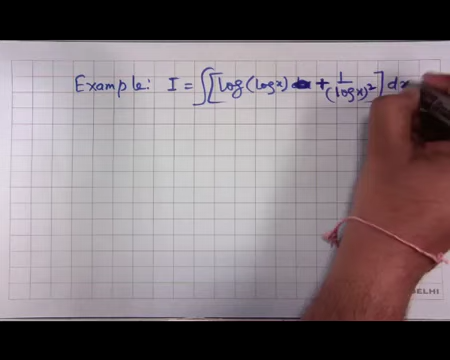 Example: I = ∫[log(logx) + 1/(logx)²] dx
DELHI